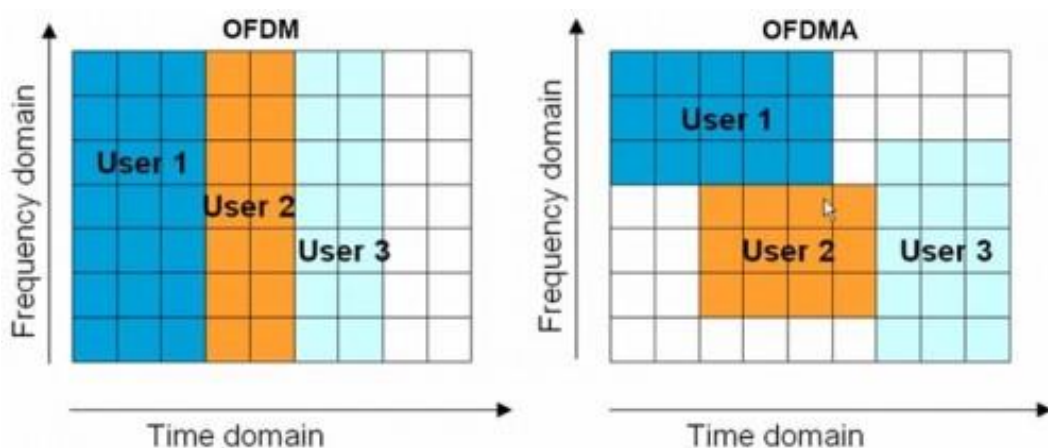 OFDM
Frequency domain
User 1
User 2
User 3
Time domain
OFDMA
Frequency domain
User 1
User 2
User 3
Time domain